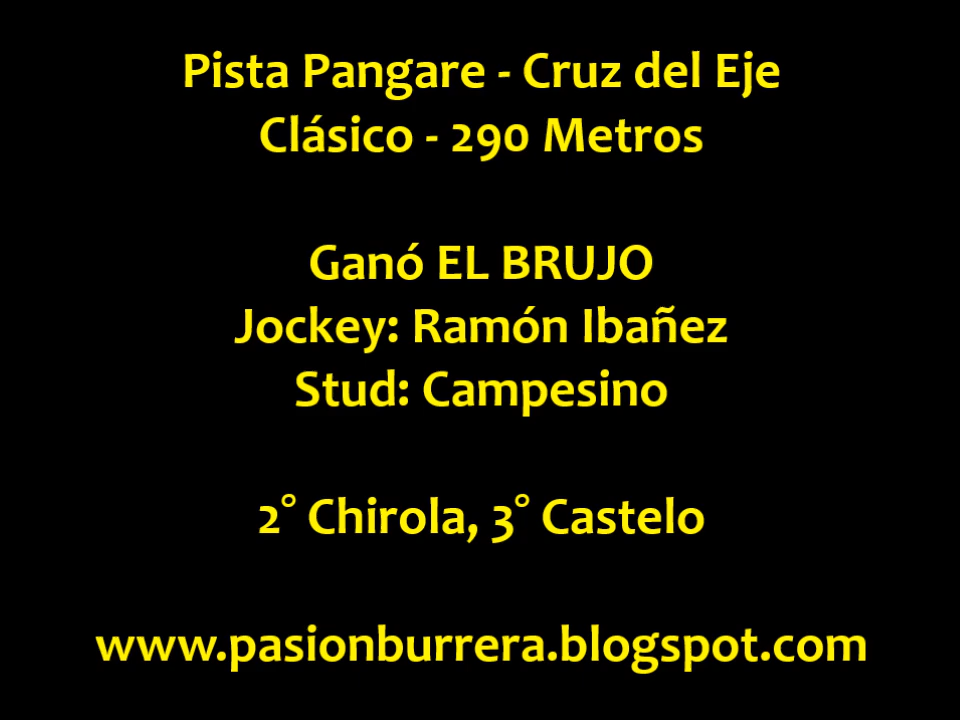 Pista Pangare - Cruz del Eje
Clásico - 290 Metros
Ganó EL BRUJO
Jockey: Ramón Ibañez
Stud: Campesino
2° Chirola, 3° Castelo
www.pasionburrera.blogspot.com